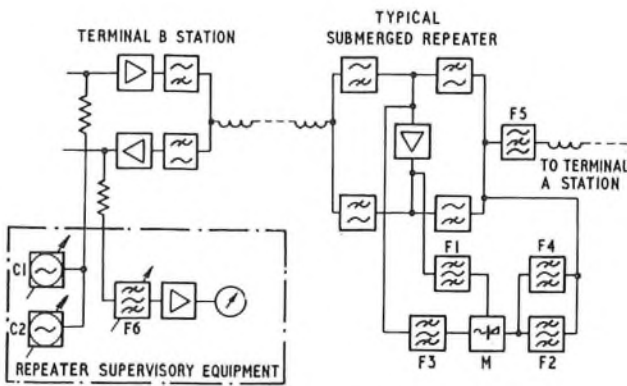 TERMINAL B STATION
TYPICAL
SUBMERGED REPEATER
F5
TO TERMINAL
A STATION
F1
F4
C1
C2
F6
F3
M
F2
REPEATER SUPERVISORY EQUIPMENT